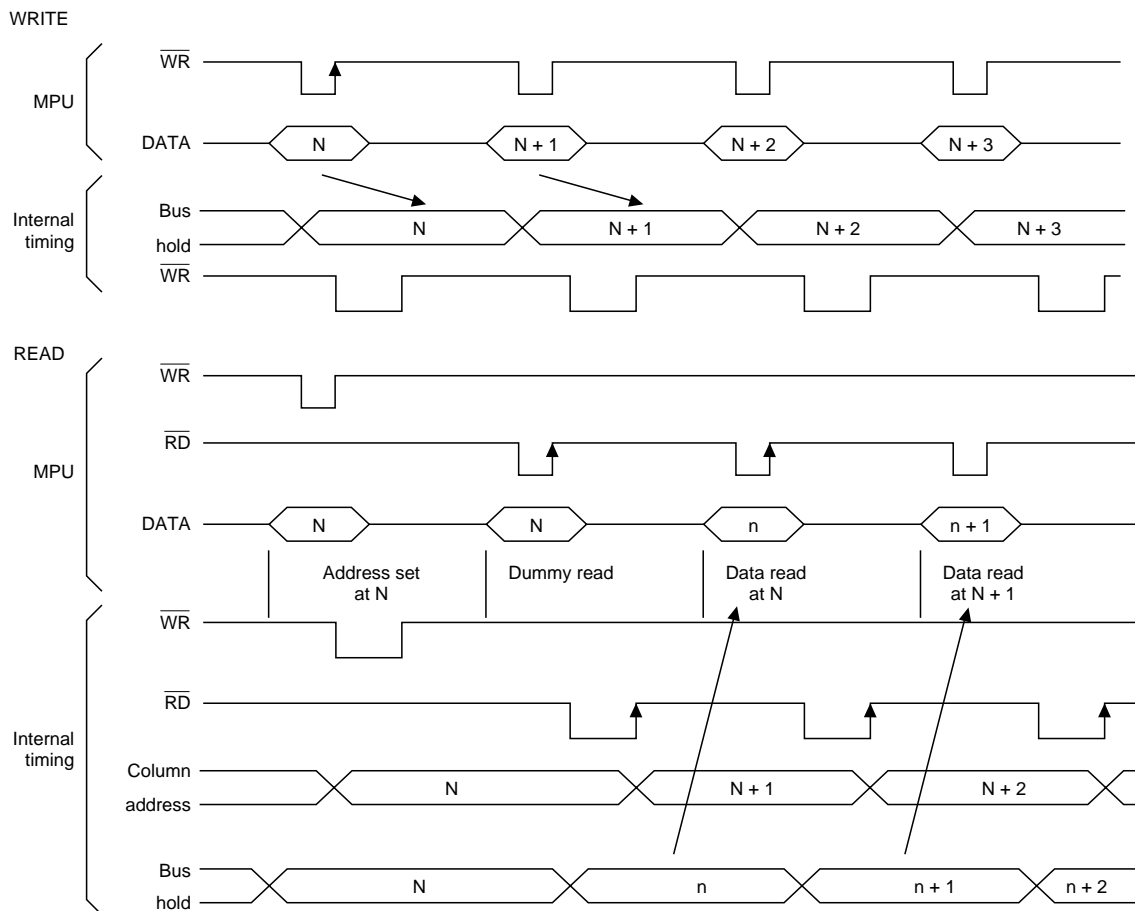 WRITE
WR
MPU
DATA N N + 1 N + 2 N + 3
Internal
timing
Bus
hold
N N + 1 N + 2 N + 3
WR
READ
WR
RD
MPU
DATA N N n n + 1
Address set
at N
Dummy read
Data read
at N
Data read
at N + 1
WR
RD
Internal
timing
Column
address
N N + 1 N + 2
Bus
hold
N n n + 1 n + 2